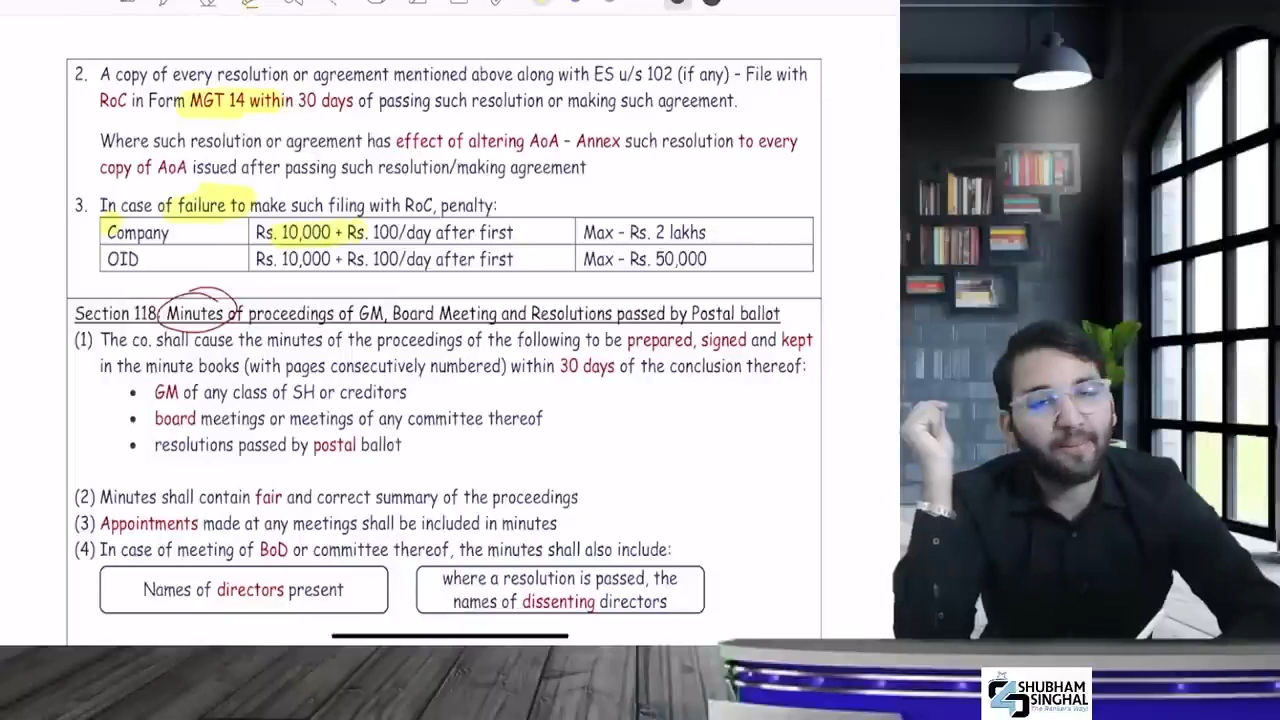 2. A copy of every resolution or agreement mentioned above along with ES u/s 102 (if any) – File with
RoC in Form MGT 14 within 30 days of passing such resolution or making such agreement.
Where such resolution or agreement has effect of altering AoA – Annex such resolution to every
copy of AoA issued after passing such resolution/making agreement
3. In case of failure to make such filing with RoC, penalty:
Company Rs. 10,000 + Rs. 100/day after first Max – Rs. 2 lakhs
OID Rs. 10,000 + Rs. 100/day after first Max – Rs. 50,000
Section 118: Minutes of proceedings of GM, Board Meeting and Resolutions passed by Postal ballot
(1) The co. shall cause the minutes of the proceedings of the following to be prepared, signed and kept
in the minute books (with pages consecutively numbered) within 30 days of the conclusion thereof:
• GM of any class of SH or creditors
• board meetings or meetings of any committee thereof
• resolutions passed by postal ballot
(2) Minutes shall contain fair and correct summary of the proceedings
(3) Appointments made at any meetings shall be included in minutes
(4) In case of meeting of BoD or committee thereof, the minutes shall also include:
Names of directors present
where a resolution is passed, the
names of dissenting directors
SHUBHAM
SINGHAL
The Ranker's Way!